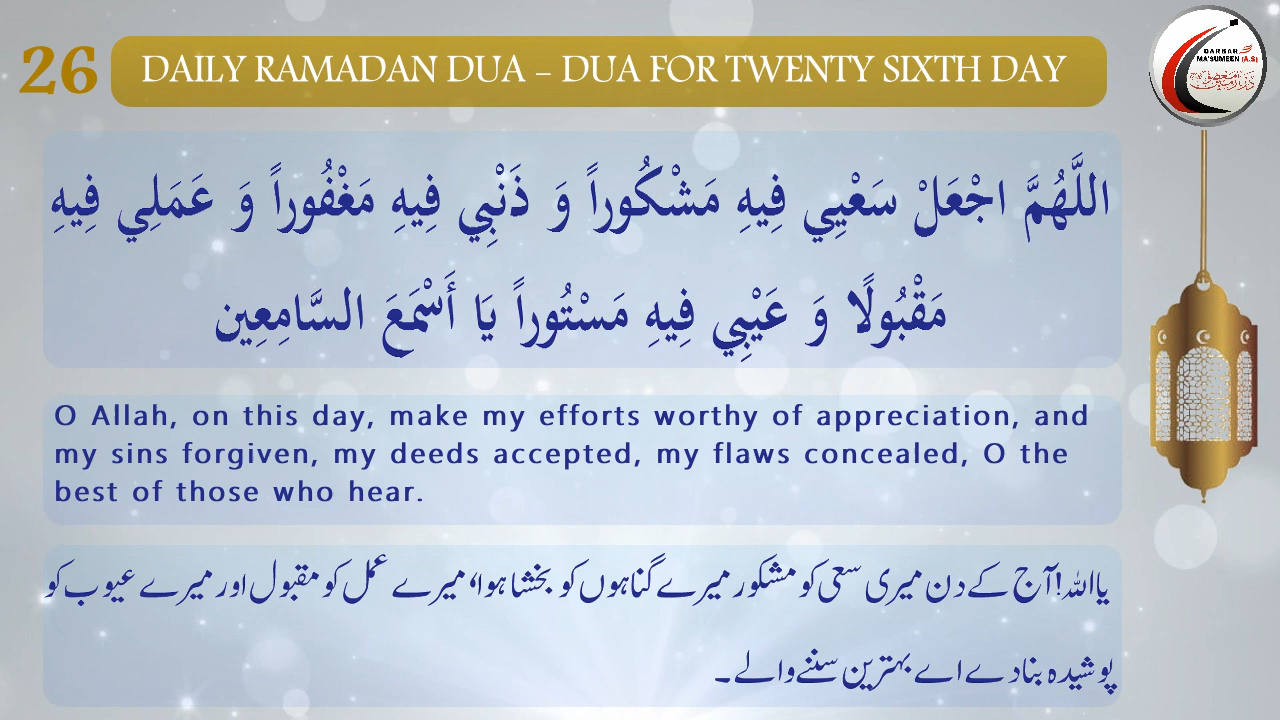 26
DAILY RAMADAN DUA – DUA FOR TWENTY SIXTH DAY
DARBAR
MA'SUMEEN (A.S)
اللَّهُمَّ اجْعَلْ سَعْيِي فِيهِ مَشْكُوراً وَ ذَنْبِي فِيهِ مَغْفُوراً وَ عَمَلِي فِيهِ
مَقْبُولًا وَ عَيْبِي فِيهِ مَسْتُوراً يَا أَسْمَعَ السَّامِعِين
O Allah, on this day, make my efforts worthy of appreciation, and
my sins forgiven, my deeds accepted, my flaws concealed, O the
best of those who hear.
یااللہ!آج کے دن میری سعی کو مشکور میرے گناہوں کو بخشا ہوا، میرے عمل کو مقبول اور میرے عیوب کو
پوشیدہ بنادے اے بہترین سننے والے۔